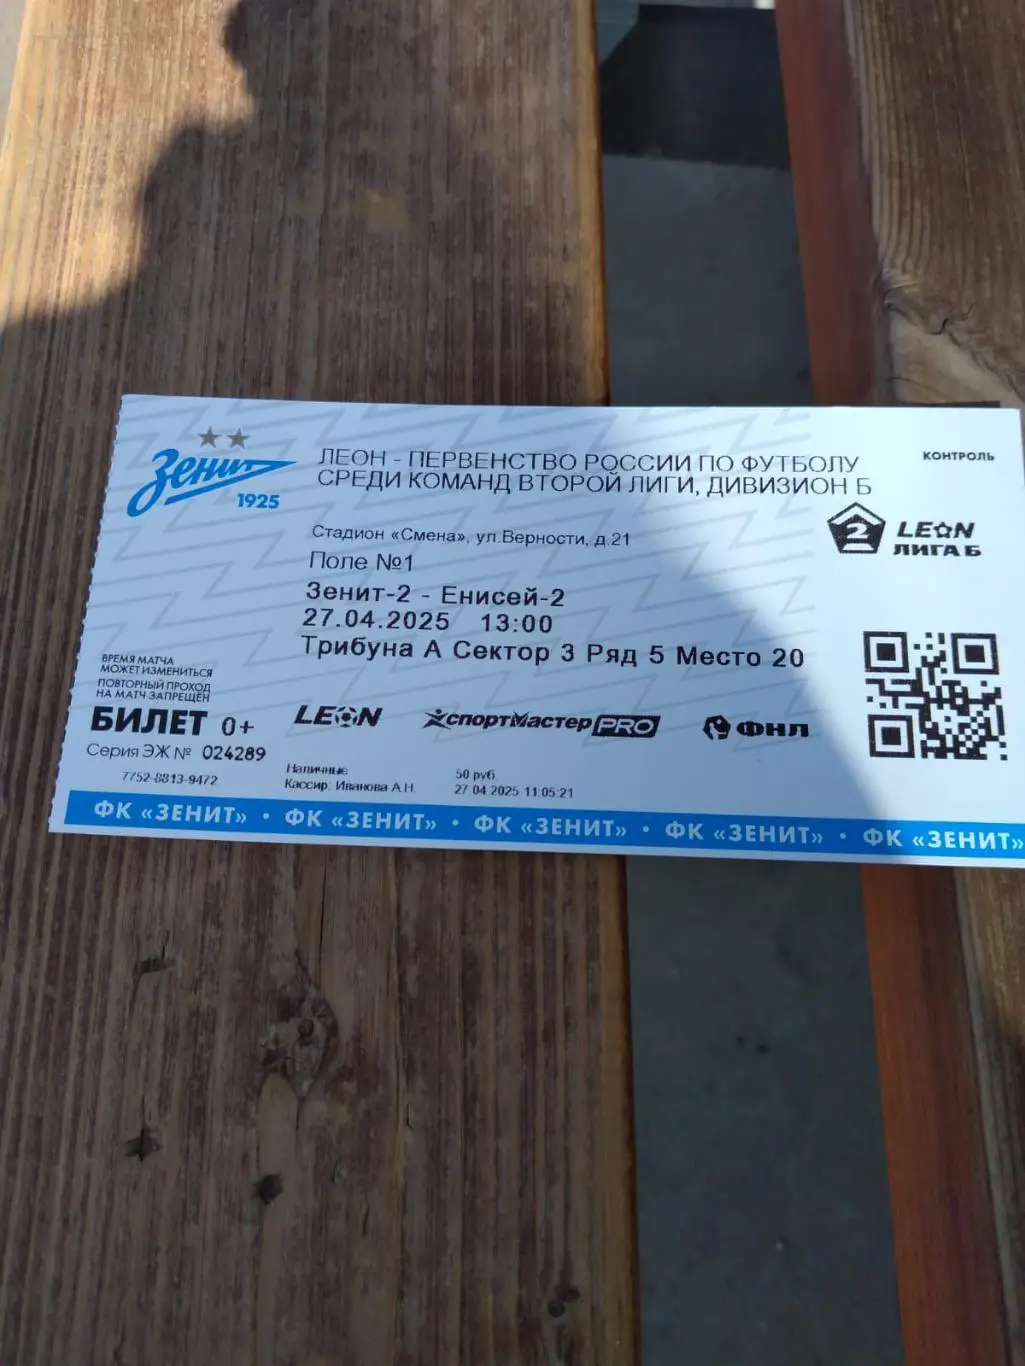 Зенит
1925
ЛЕОН - ПЕРВЕНСТВО РОССИИ ПО ФУТБОЛУ
СРЕДИ КОМАНД ВТОРОЙ ЛИГИ, ДИВИЗИОН Б
КОНТРОЛЬ
Стадион «Смена», ул.Верности, д.21
2 LEON
ЛИГА Б
Поле №1
Зенит-2 - Енисей-2
27.04.2025 13:00
Трибуна А Сектор 3 Ряд 5 Место 20
ВРЕМЯ МАТЧА
МОЖЕТ ИЗМЕНИТЬСЯ
ПОВТОРНЫЙ ПРОХОД
НА МАТЧ ЗАПРЕЩЕН
БИЛЕТ 0+
LEON
спортмастер PRO
ФНЛ
Серия ЭЖ № 024289
7752-8813-9472
Наличные 50 руб
Кассир: Иванова А.Н. 27 04 2025 11:05:21
ФК «ЗЕНИТ» • ФК «ЗЕНИТ» • ФК «ЗЕНИТ» • ФК «ЗЕНИТ» • ФК «ЗЕНИТ»